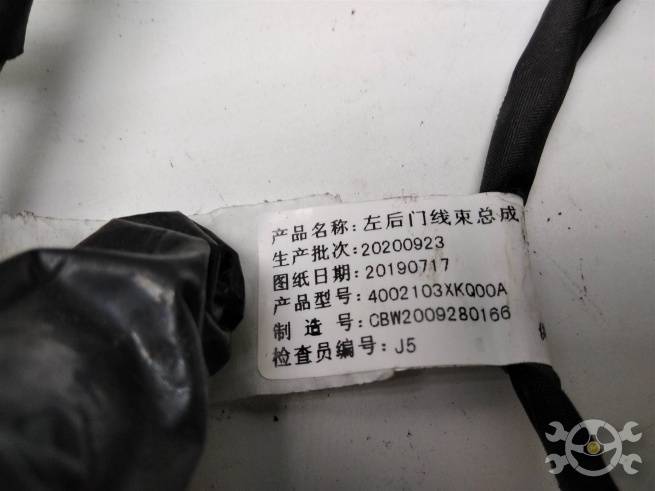 产品名称:左后门线束总成
生产批次:20200923
图纸日期:20190717
产品型号:4002103XKQ00A
制造号:CBW2009280166
检查员编号:J5